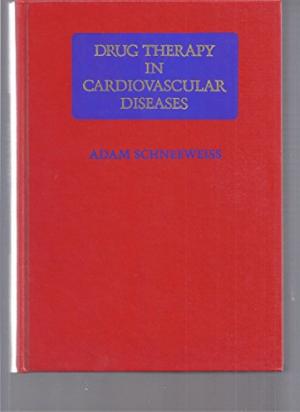 DRUG THERAPY
IN
CARDIOVASCULAR
DISEASES
ADAM SCHNEEWEISS